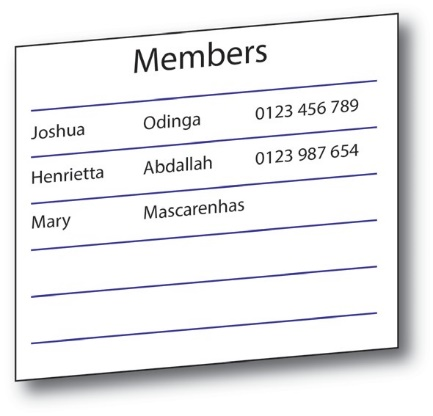 Members
Joshua Odinga 0123 456 789
Henrietta Abdallah 0123 987 654
Mary Mascarenhas